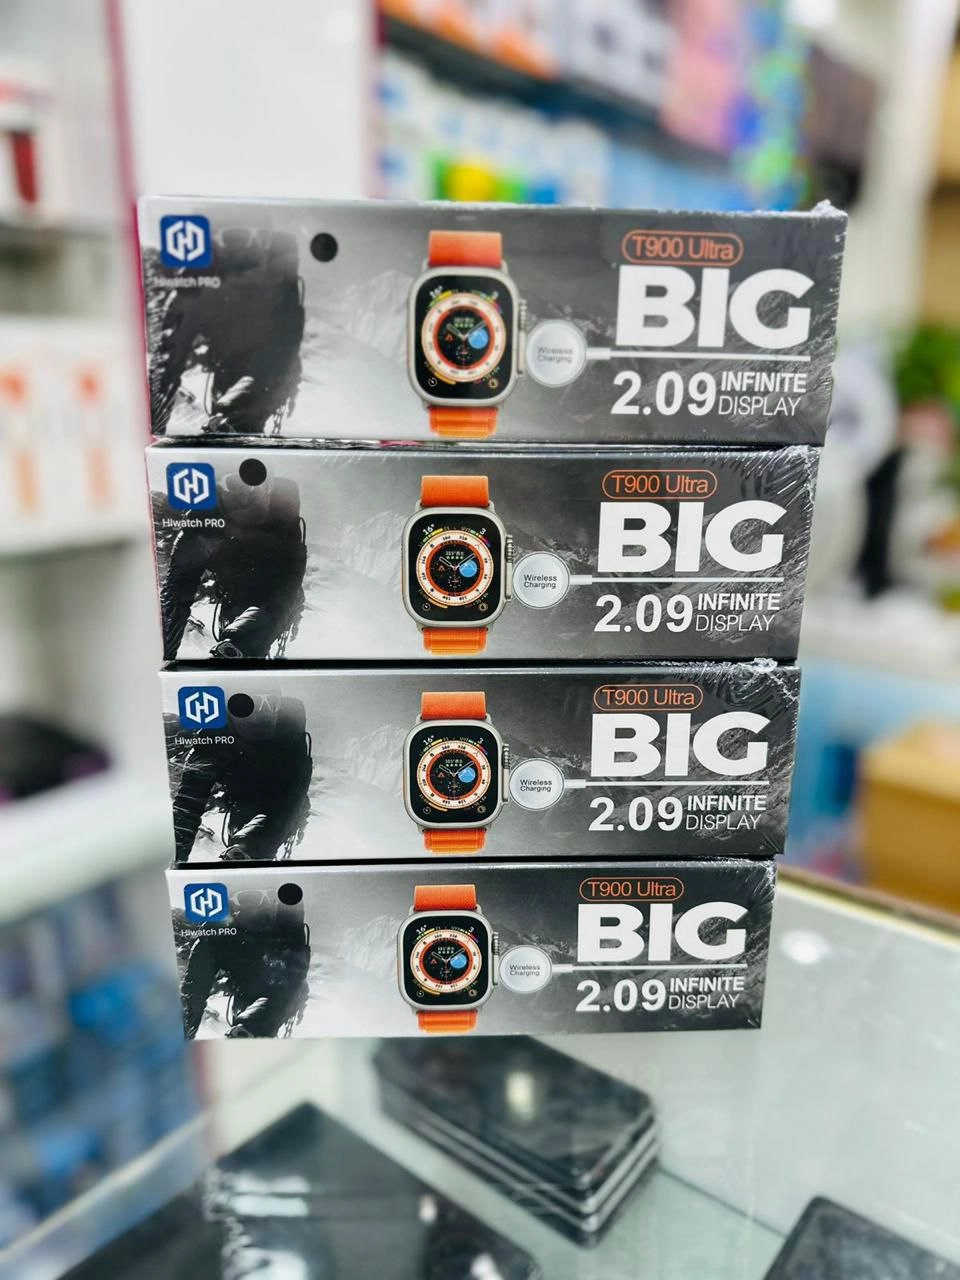 Hiwatch PRO
T900 Ultra
BIG
Wireless
Charging
2.09 INFINITE
DISPLAY
Hiwatch PRO
T900 Ultra
BIG
Wireless
Charging
2.09 INFINITE
DISPLAY
Hiwatch PRO
T900 Ultra
BIG
Wireless
Charging
2.09 INFINITE
DISPLAY
Hiwatch PRO
T900 Ultra
BIG
Wireless
Charging
2.09 INFINITE
DISPLAY